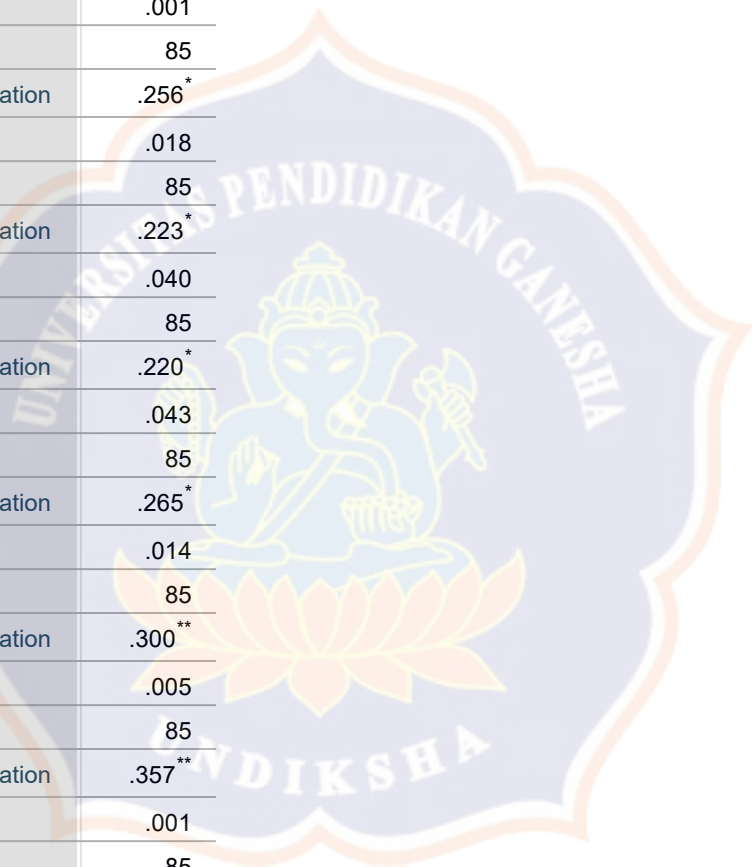 .001
85
ation .256*
.018
85
ation .223*
.040
85
ation .220*
.043
85
ation .265*
.014
85
ation .300**
.005
85
ation .357**
.001
85
UNIVERSITAS PENDIDIKAN GANESHA
UNDIKSHA